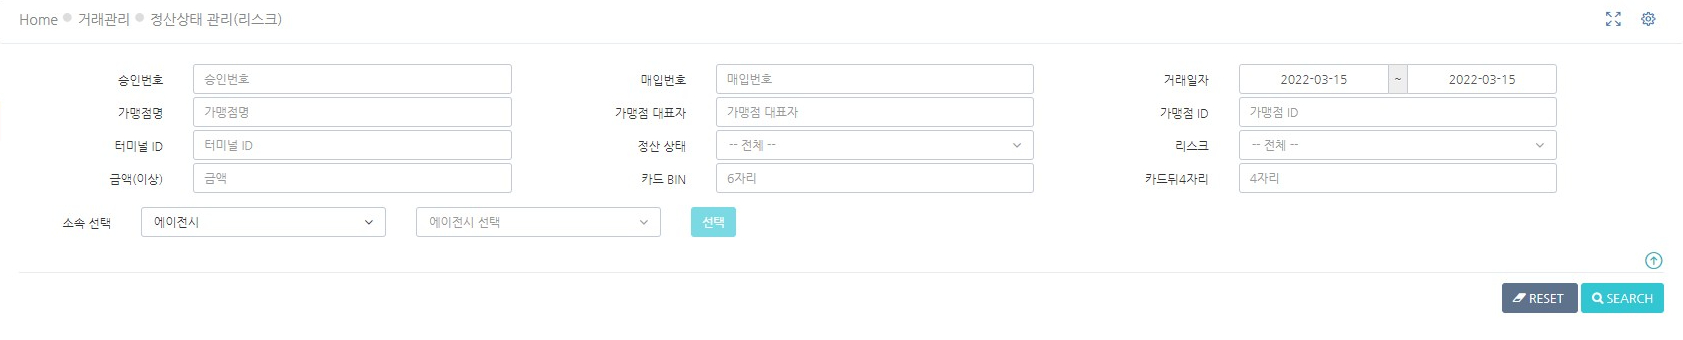 Home 거래관리 정산상태 관리(리스크)
승인번호 승인번호 매입번호 매입번호 거래일자 2022-03-15 ~ 2022-03-15
가맹점명 가맹점명 가맹점 대표자 가맹점 대표자 가맹점 ID 가맹점 ID
터미널 ID 터미널 ID 정산 상태 -- 전체 -- 리스크 -- 전체 --
금액(이상) 금액 카드 BIN 6자리 카드뒤4자리 4자리
소속 선택 에이전시 에이전시 선택 선택
RESET SEARCH